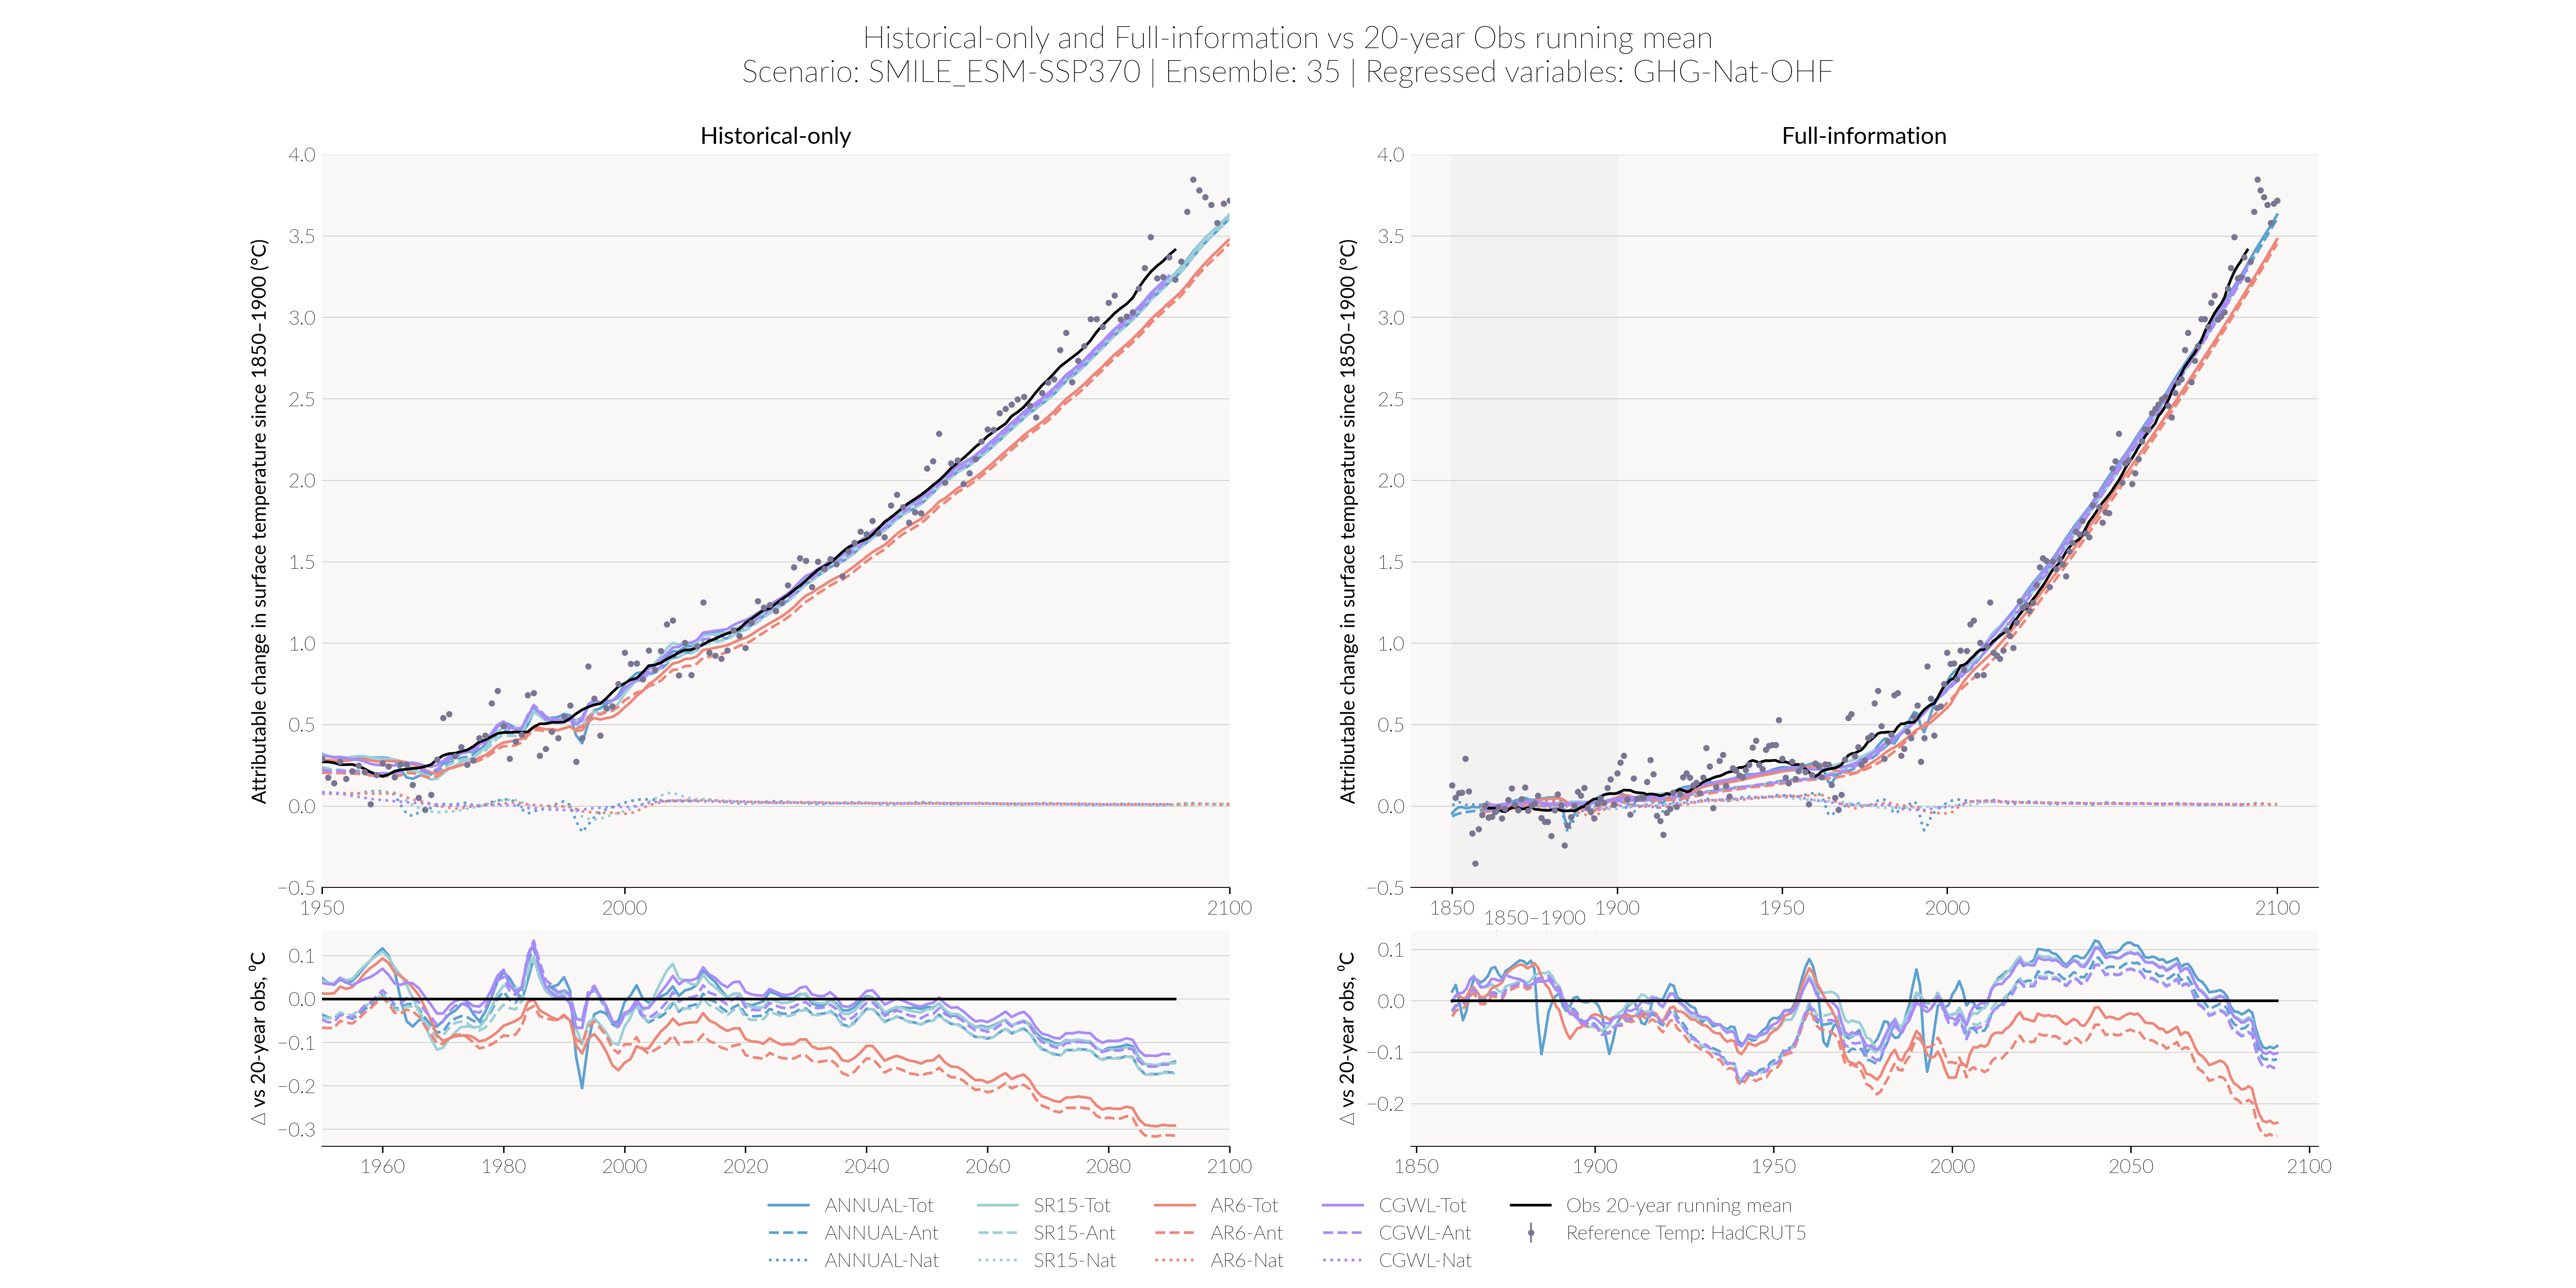 Historical-only and Full-information vs 20-year Obs running mean
Scenario: SMILE_ESM-SSP370 | Ensemble: 35 | Regressed variables: GHG-Nat-OHF
Historical-only
Attributable change in surface temperature since 1850–1900 (°C)
4.0
3.5
3.0
2.5
2.0
1.5
1.0
0.5
0.0
−0.5
1950 2000 2100
Full-information
Attributable change in surface temperature since 1850–1900 (°C)
4.0
3.5
3.0
2.5
2.0
1.5
1.0
0.5
0.0
−0.5
1850 1900 1950 2000 2100
1850–1900
△ vs 20-year obs, ⁰C
0.1
0.0
−0.1
−0.2
−0.3
1960 1980 2000 2020 2040 2060 2080 2100
△ vs 20-year obs, ⁰C
0.1
0.0
−0.1
−0.2
1850 1900 1950 2000 2050 2100
ANNUAL-Tot SR15-Tot AR6-Tot CGWL-Tot Obs 20-year running mean
ANNUAL-Ant SR15-Ant AR6-Ant CGWL-Ant Reference Temp: HadCRUT5
ANNUAL-Nat SR15-Nat AR6-Nat CGWL-Nat